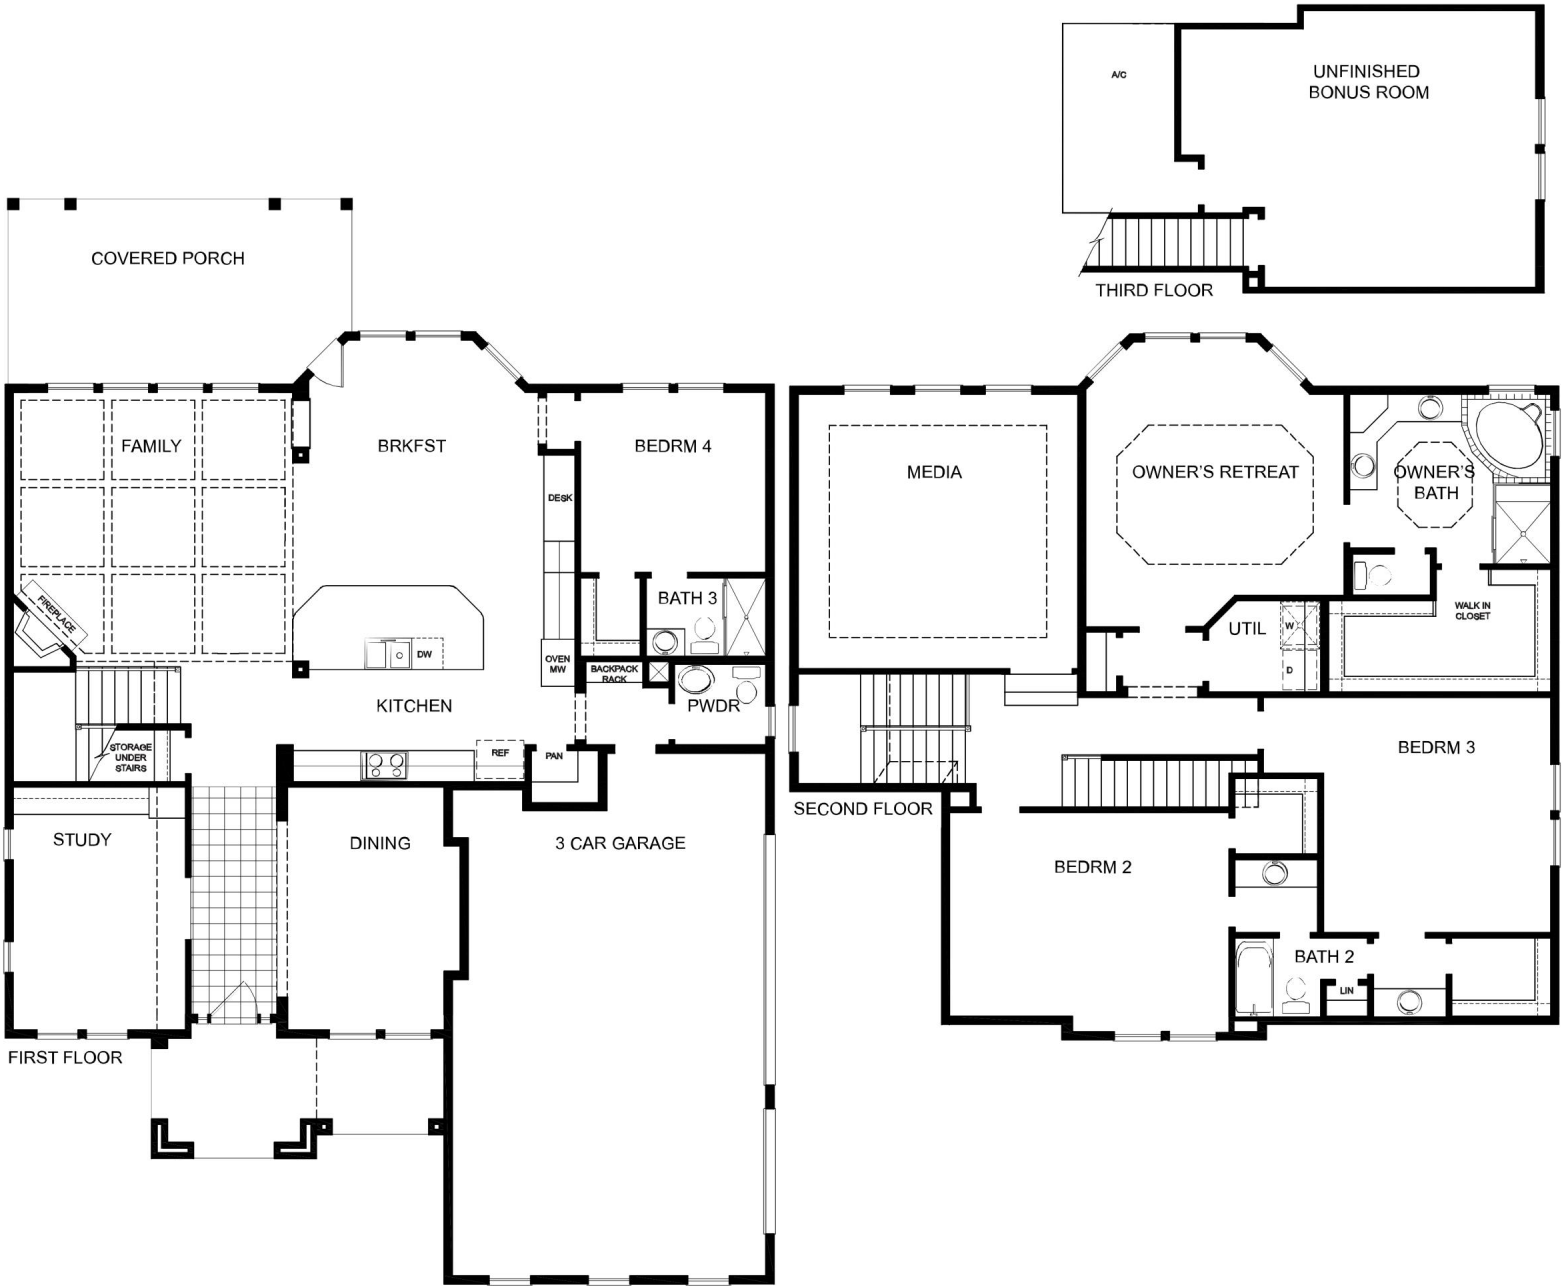 A/C
UNFINISHED
BONUS ROOM
THIRD FLOOR
COVERED PORCH
FAMILY
BRKFST
BEDRM 4
DESK
FIREPLACE
BATH 3
DW
OVEN
MW
BACKPACK
RACK
KITCHEN
PWDR
STORAGE
UNDER
STAIRS
REF
PAN
STUDY
DINING
3 CAR GARAGE
FIRST FLOOR
MEDIA
OWNER'S RETREAT
OWNER'S
BATH
WALK IN
CLOSET
UTIL
W
D
BEDRM 3
SECOND FLOOR
BEDRM 2
BATH 2
LIN